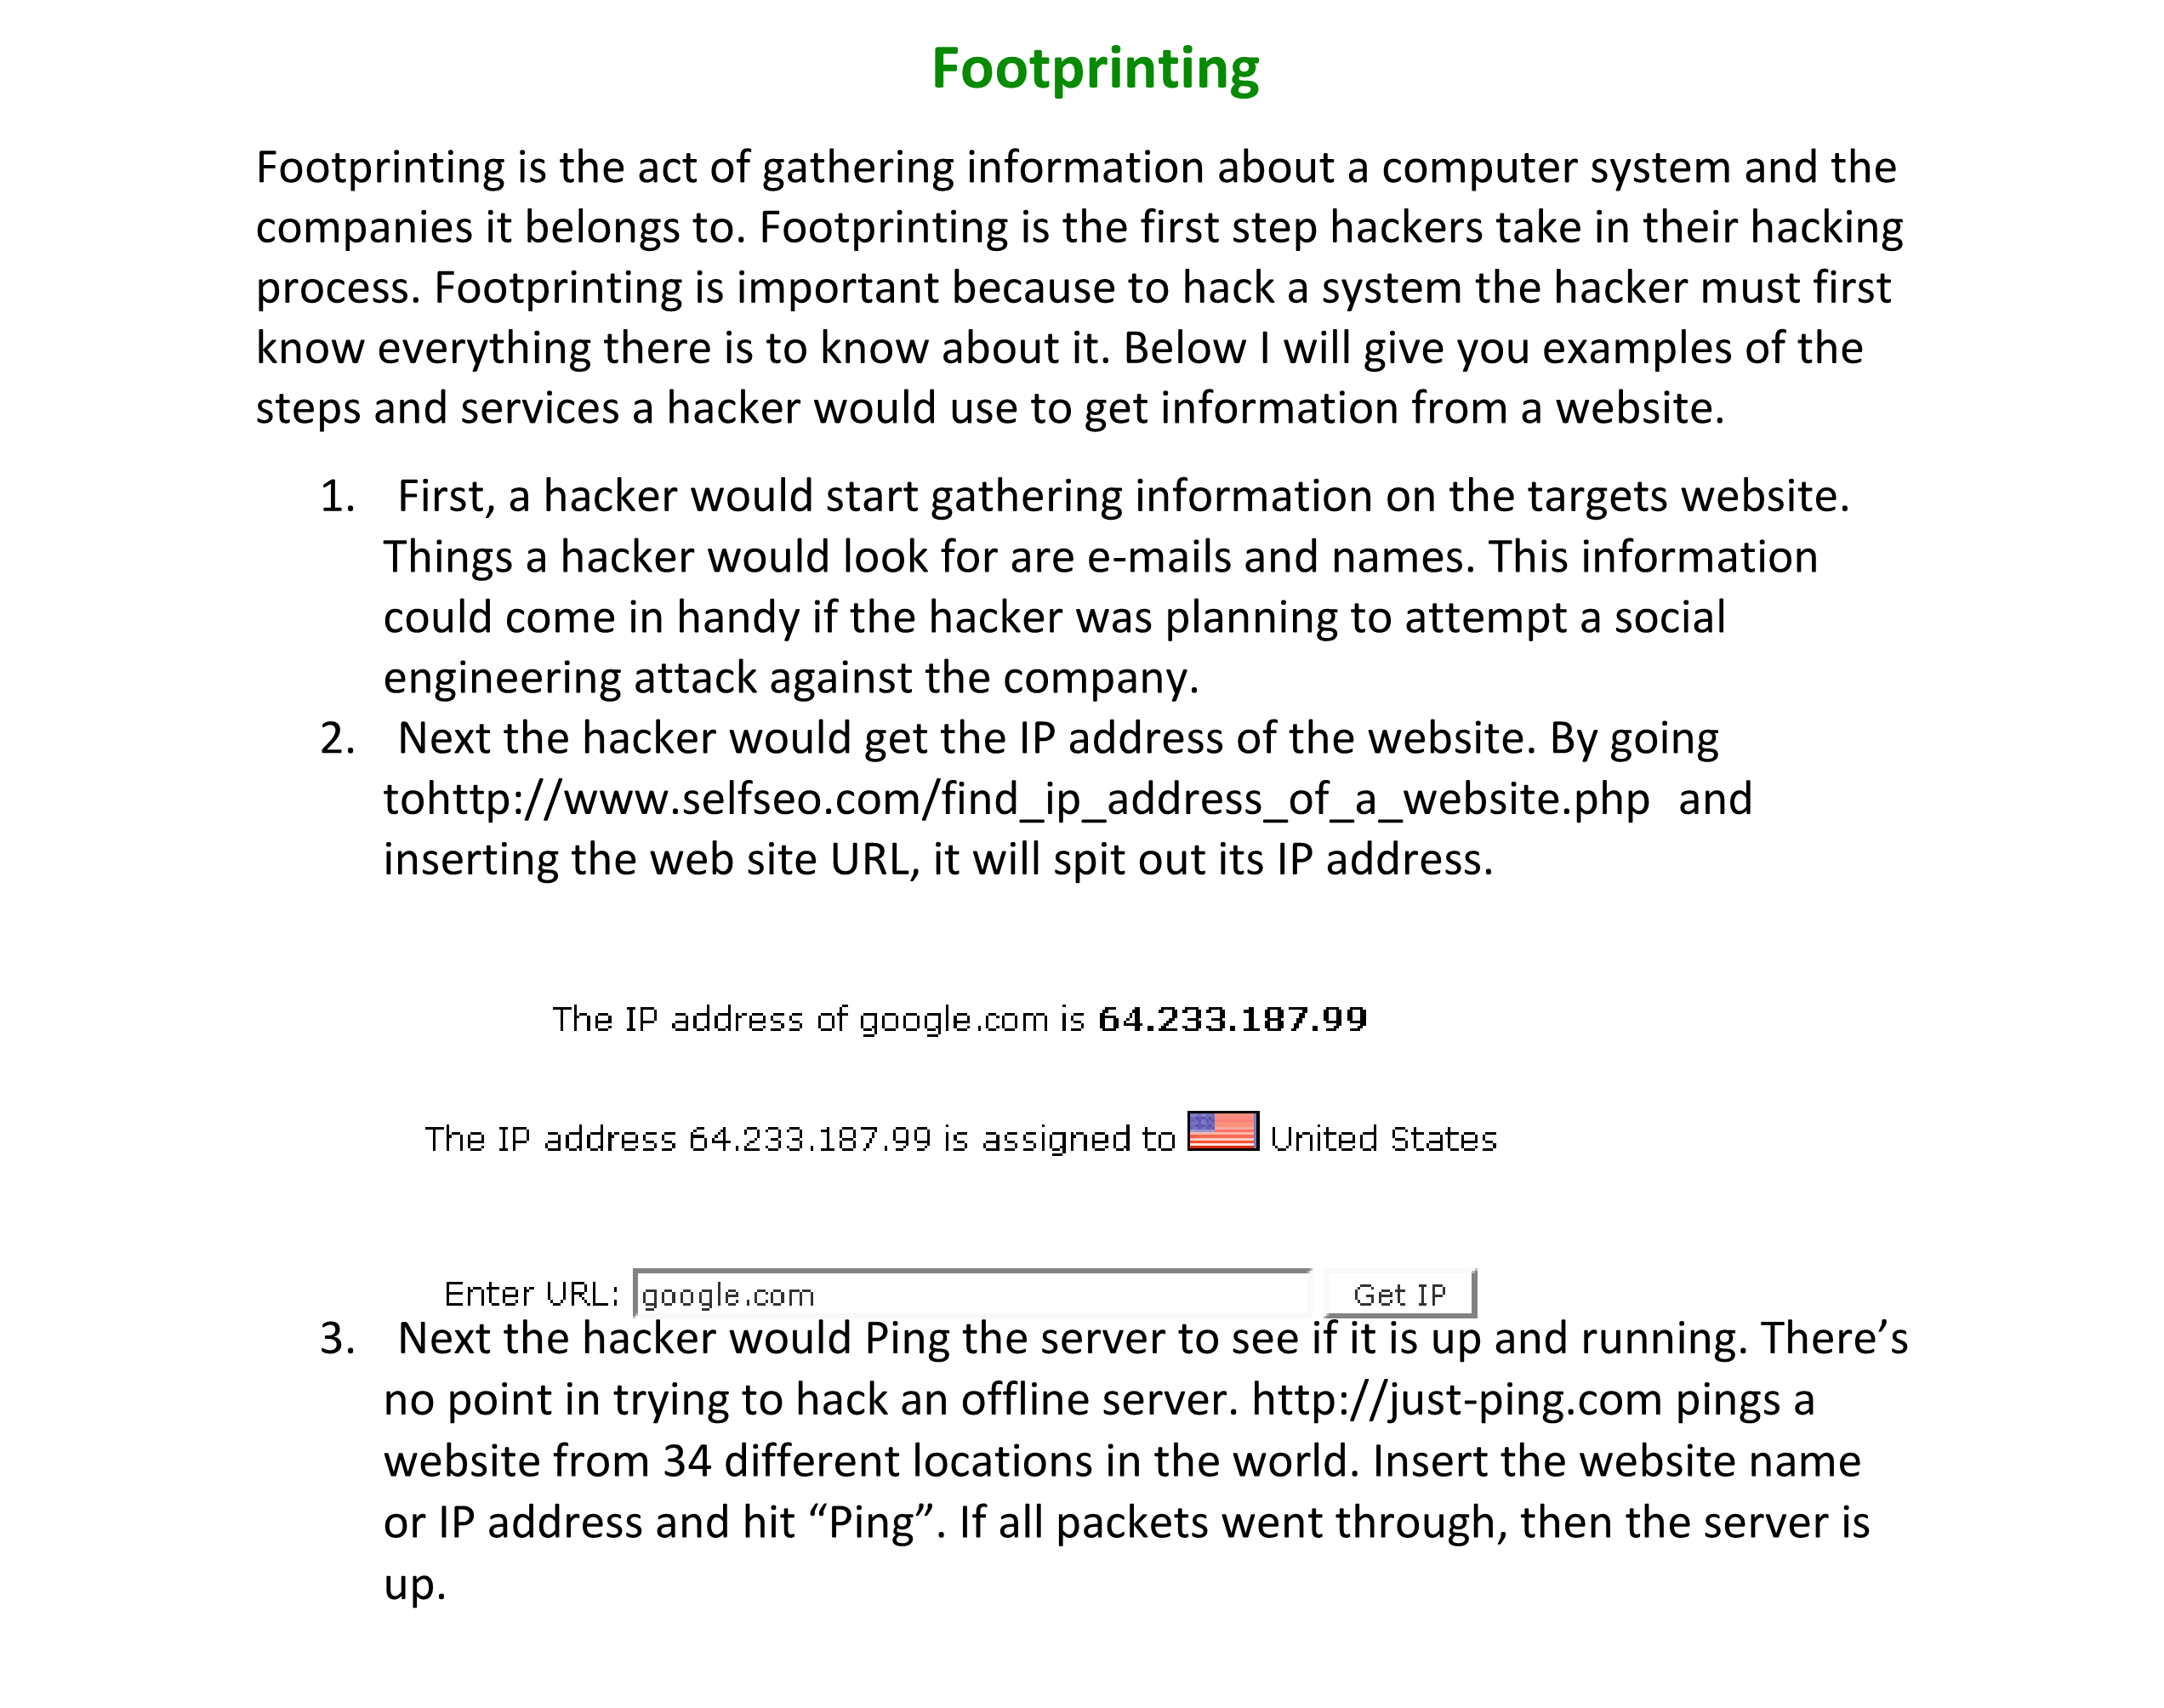 Footprinting
Footprinting is the act of gathering information about a computer system and the
companies it belongs to. Footprinting is the first step hackers take in their hacking
process. Footprinting is important because to hack a system the hacker must first
know everything there is to know about it. Below I will give you examples of the
steps and services a hacker would use to get information from a website.
1. First, a hacker would start gathering information on the targets website.
Things a hacker would look for are e-mails and names. This information
could come in handy if the hacker was planning to attempt a social
engineering attack against the company.
2. Next the hacker would get the IP address of the website. By going
tohttp://www.selfseo.com/find_ip_address_of_a_website.php and
inserting the web site URL, it will spit out its IP address.
The IP address of google.com is 64.233.187.99
The IP address 64.233.187.99 is assigned to United States
Enter URL: google.com Get IP
3. Next the hacker would Ping the server to see if it is up and running. There’s
no point in trying to hack an offline server. http://just-ping.com pings a
website from 34 different locations in the world. Insert the website name
or IP address and hit “Ping”. If all packets went through, then the server is
up.